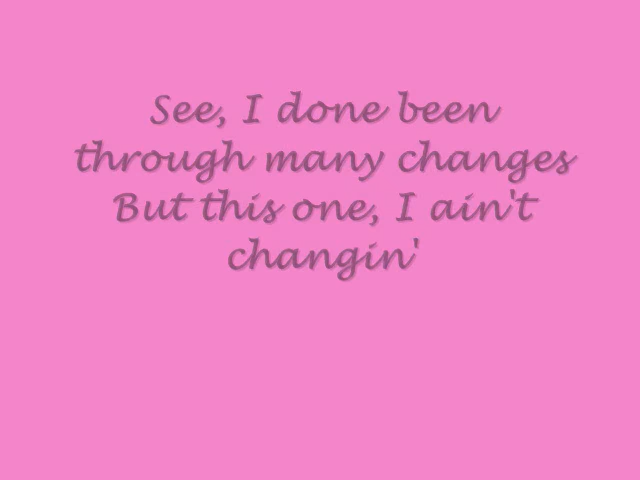 See, I done been
through many changes
But this one, I ain't
changin'